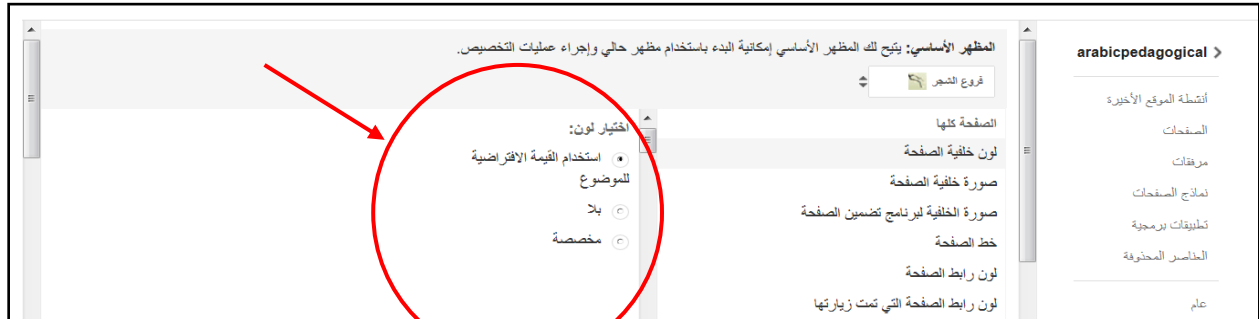 arabicpedagogical
أنشطة الموقع الأخيرة
الصفحات
مرفقات
نماذج الصفحات
تطبيقات برمجية
العناصر المحذوفة
عام
المظهر الأساسي: يتيح لك المظهر الأساسي إمكانية البدء باستخدام مظهر حالي وإجراء عمليات التخصيص.
فروع الشجر
الصفحة كلها
لون خلفية الصفحة
صورة خلفية الصفحة
صورة الخلفية لبرنامج تضمين الصفحة
خط الصفحة
لون رابط الصفحة
لون رابط الصفحة التي تمت زيارتها
اختيار لون:
استخدام القيمة الافتراضية
للموضوع
بلا
مخصصة